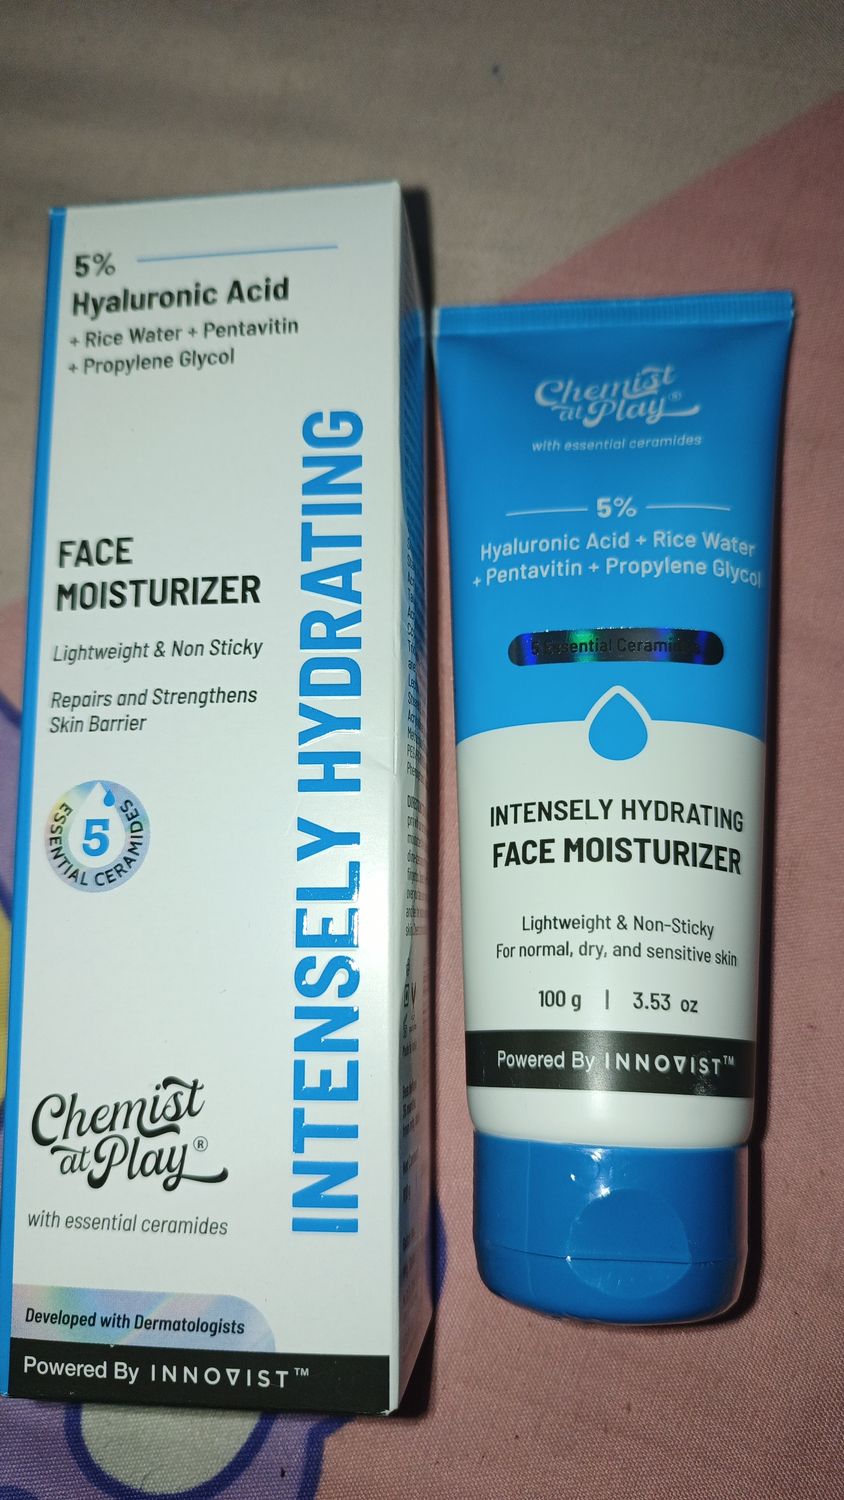 5%
Hyaluronic Acid
+ Rice Water + Pentavitin
+ Propylene Glycol
FACE
MOISTURIZER
Lightweight & Non Sticky
Repairs and Strengthens
Skin Barrier
5
ESSENTIAL CERAMIDES
INTENSELY HYDRATING
Chemist
at Play®
with essential ceramides
Developed with Dermatologists
Powered By INNOVIST™
Chemist
at Play®
with essential ceramides
5%
Hyaluronic Acid + Rice Water
+ Pentavitin + Propylene Glycol
5 Essential Ceramides
INTENSELY HYDRATING
FACE MOISTURIZER
Lightweight & Non-Sticky
For normal, dry, and sensitive skin
100 g | 3.53 oz
Powered By INNOVIST™